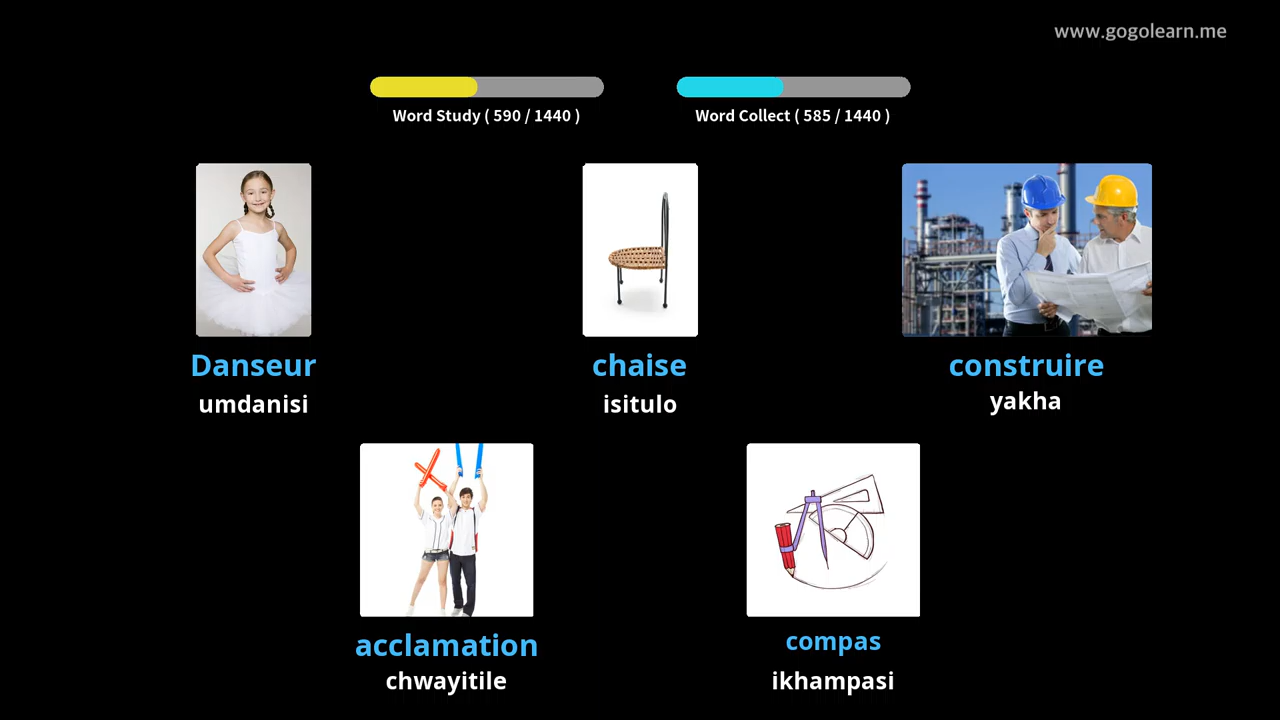 www.gogolearn.me
Word Study ( 590 / 1440 )
Word Collect ( 585 / 1440 )
Danseur
umdanisi
chaise
isitulo
construire
yakha
acclamation
chwayitile
compas
ikhampasi